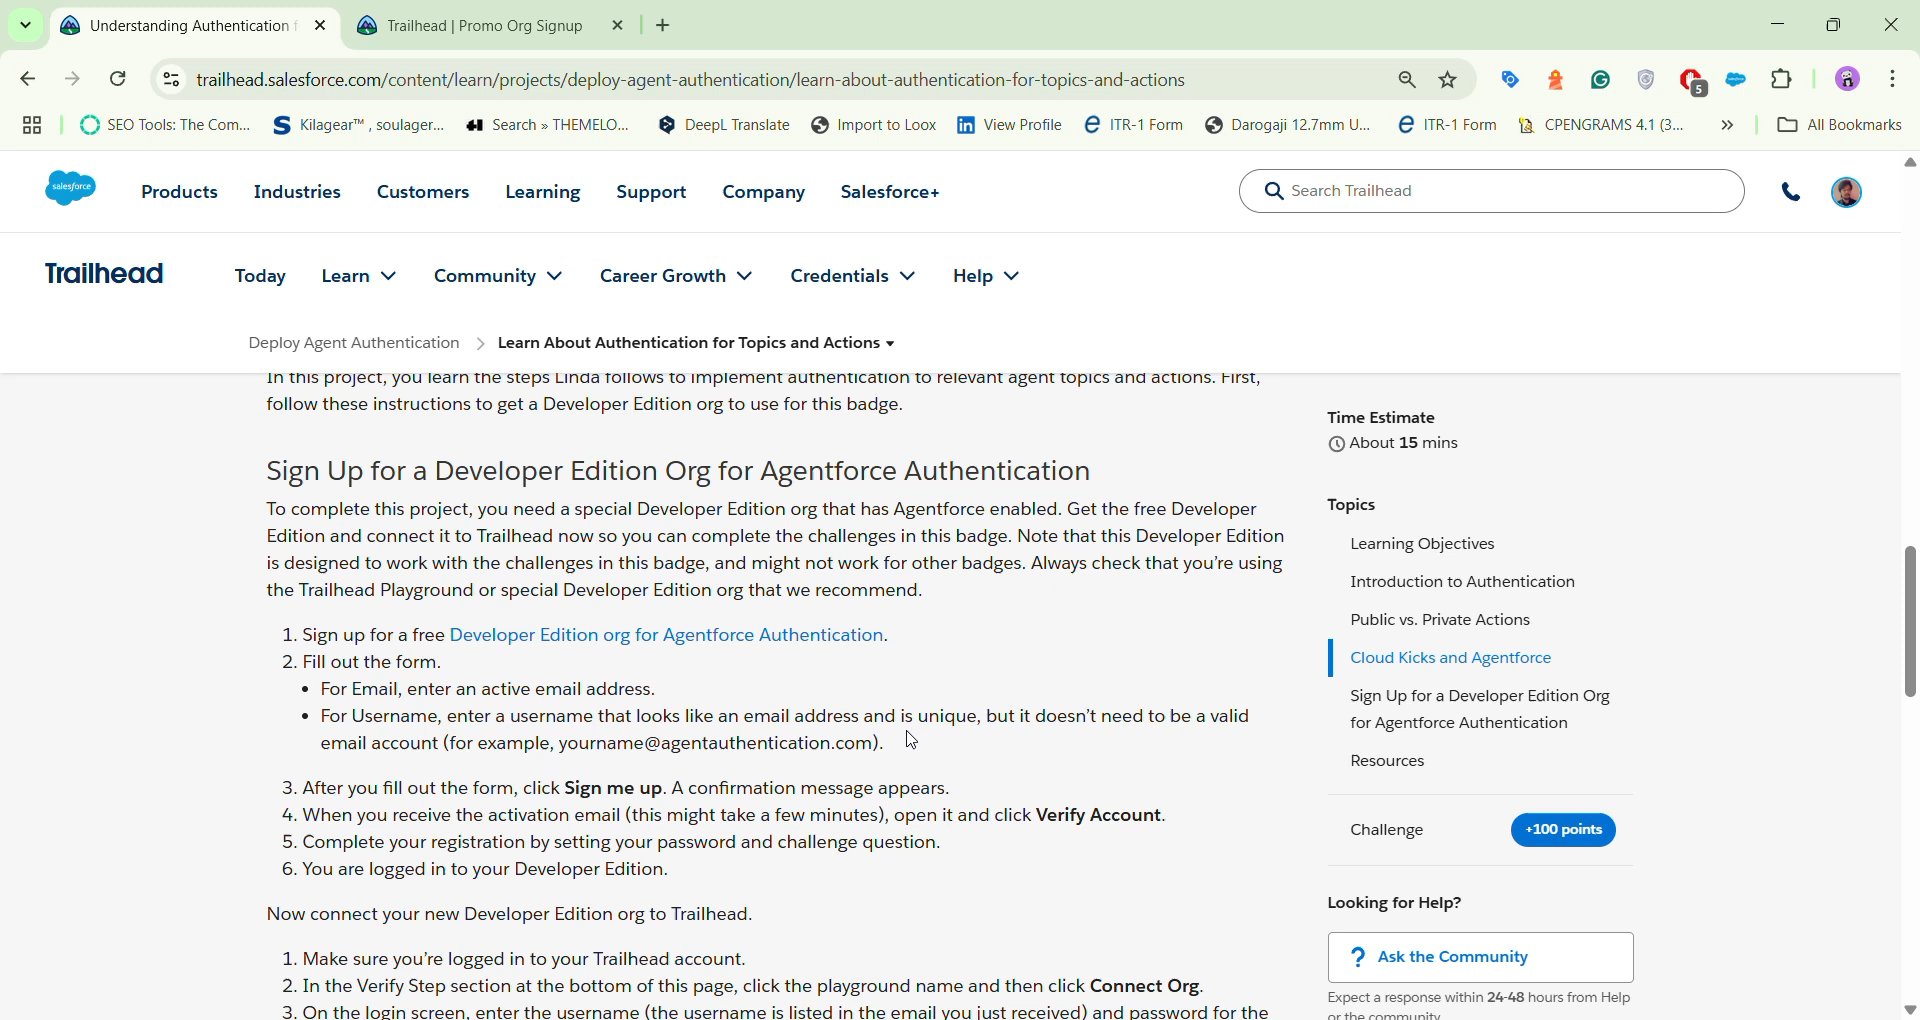 Understanding Authentication f
Trailhead | Promo Org Signup
trailhead.salesforce.com/content/learn/projects/deploy-agent-authentication/learn-about-authentication-for-topics-and-actions
5
SEO Tools: The Com...
Kilagear™ , soulager...
Search » THEMELO...
DeepL Translate
Import to Loox
View Profile
ITR-1 Form
Darogaji 12.7mm U...
ITR-1 Form
CPENGRAMS 4.1 (3...
»
All Bookmarks
salesforce
Products
Industries
Customers
Learning
Support
Company
Salesforce+
Search Trailhead
Trailhead
Today
Learn
Community
Career Growth
Credentials
Help
Deploy Agent Authentication
Learn About Authentication for Topics and Actions
In this project, you learn the steps Linda follows to implement authentication to relevant agent topics and actions. First,
follow these instructions to get a Developer Edition org to use for this badge.
Sign Up for a Developer Edition Org for Agentforce Authentication
To complete this project, you need a special Developer Edition org that has Agentforce enabled. Get the free Developer
Edition and connect it to Trailhead now so you can complete the challenges in this badge. Note that this Developer Edition
is designed to work with the challenges in this badge, and might not work for other badges. Always check that you’re using
the Trailhead Playground or special Developer Edition org that we recommend.
1. Sign up for a free Developer Edition org for Agentforce Authentication.
2. Fill out the form.
• For Email, enter an active email address.
• For Username, enter a username that looks like an email address and is unique, but it doesn’t need to be a valid
email account (for example, yourname@agentauthentication.com).
3. After you fill out the form, click Sign me up. A confirmation message appears.
4. When you receive the activation email (this might take a few minutes), open it and click Verify Account.
5. Complete your registration by setting your password and challenge question.
6. You are logged in to your Developer Edition.
Now connect your new Developer Edition org to Trailhead.
1. Make sure you’re logged in to your Trailhead account.
2. In the Verify Step section at the bottom of this page, click the playground name and then click Connect Org.
3. On the login screen, enter the username (the username is listed in the email you just received) and password for the
Time Estimate
About 15 mins
Topics
Learning Objectives
Introduction to Authentication
Public vs. Private Actions
Cloud Kicks and Agentforce
Sign Up for a Developer Edition Org
for Agentforce Authentication
Resources
Challenge
+100 points
Looking for Help?
? Ask the Community
Expect a response within 24-48 hours from Help
or the community